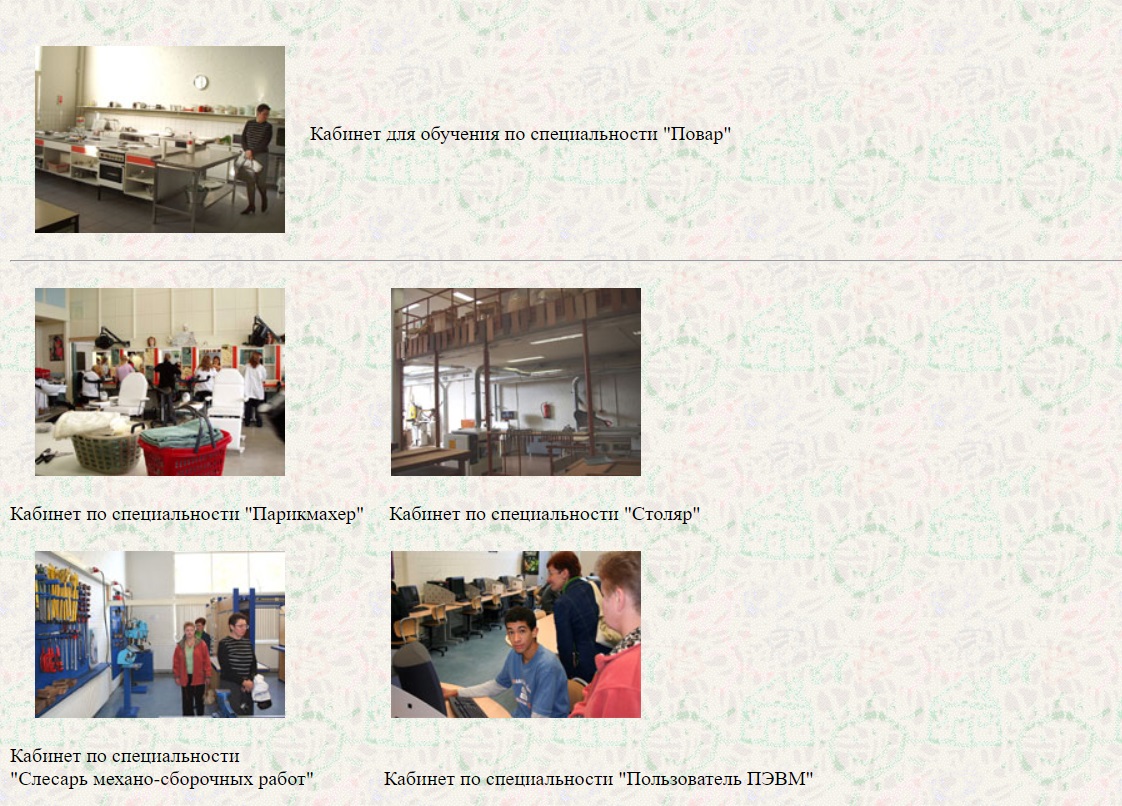 Кабинет для обучения по специальности "Повар"
Кабинет по специальности "Парикмахер"
Кабинет по специальности "Столяр"
Кабинет по специальности
"Слесарь механо-сборочных работ"
Кабинет по специальности "Пользователь ПЭВМ"